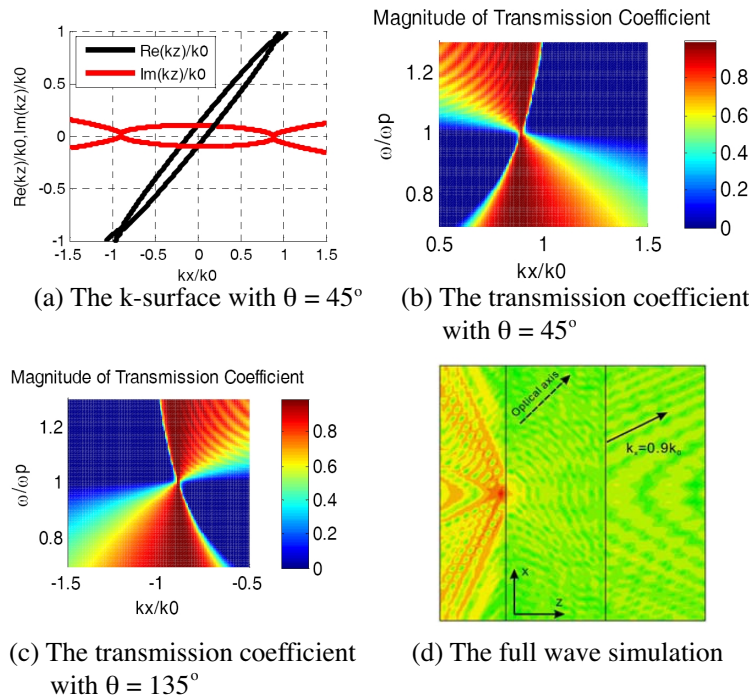 Re(kz)/k0
Im(kz)/k0
Re(kz)/k0, Im(kz)/k0
1
0.5
0
-0.5
-1
-1.5 -1 -0.5 0 0.5 1 1.5
kx/k0
(a) The k-surface with θ = 45°
Magnitude of Transmission Coefficient
ω/ωp
1.2
1
0.8
0.5 1 1.5
kx/k0
0.8
0.6
0.4
0.2
0
(b) The transmission coefficient
with θ = 45°
Magnitude of Transmission Coefficient
ω/ωp
1.2
1
0.8
-1.5 -1 -0.5
kx/k0
0.8
0.6
0.4
0.2
0
(c) The transmission coefficient
with θ = 135°
Optical axis
kₓ=0.9k₀
x
z
(d) The full wave simulation